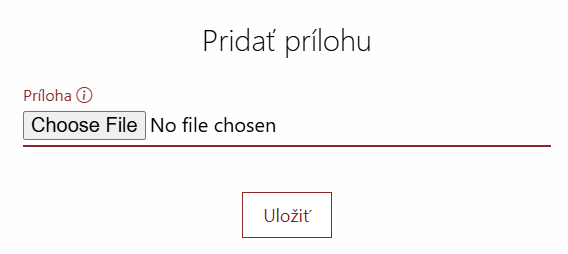 Pridať prílohu
Príloha
Choose File No file chosen
Uložiť